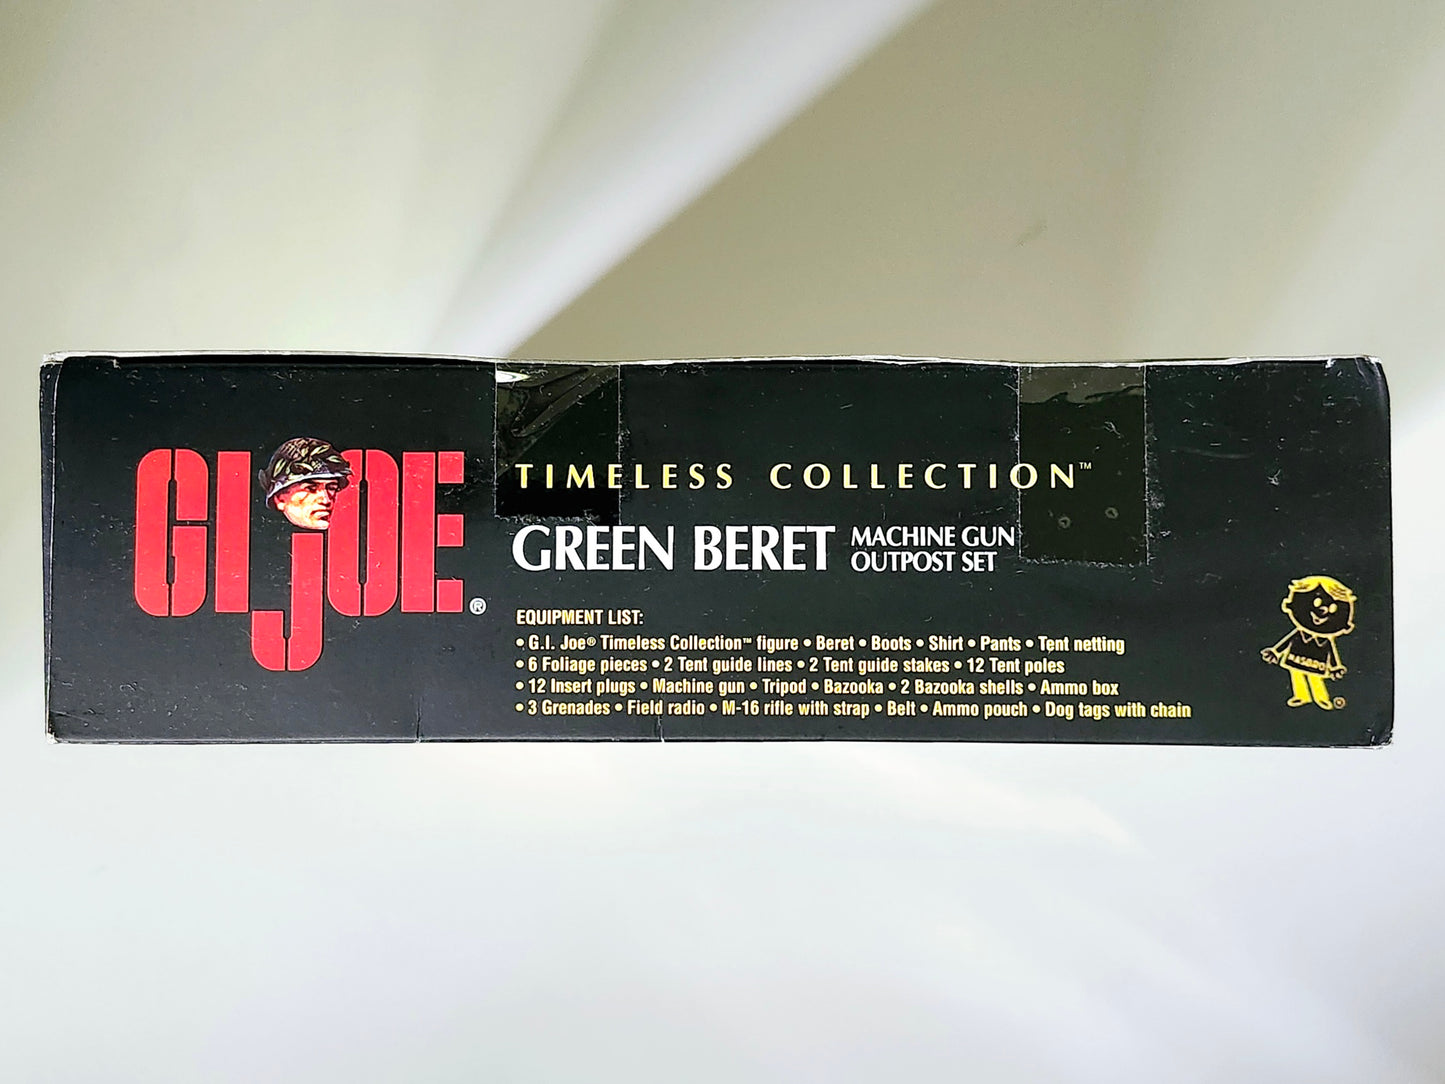 GIJOE®
TIMELESS COLLECTION™
GREEN BERET MACHINE GUN
OUTPOST SET
EQUIPMENT LIST:
• G.I. Joe® Timeless Collection™ figure • Beret • Boots • Shirt • Pants • Tent netting
• 6 Foliage pieces • 2 Tent guide lines • 2 Tent guide stakes • 12 Tent poles
• 12 Insert plugs • Machine gun • Tripod • Bazooka • 2 Bazooka shells • Ammo box
• 3 Grenades • Field radio • M-16 rifle with strap • Belt • Ammo pouch • Dog tags with chain
HASBRO®